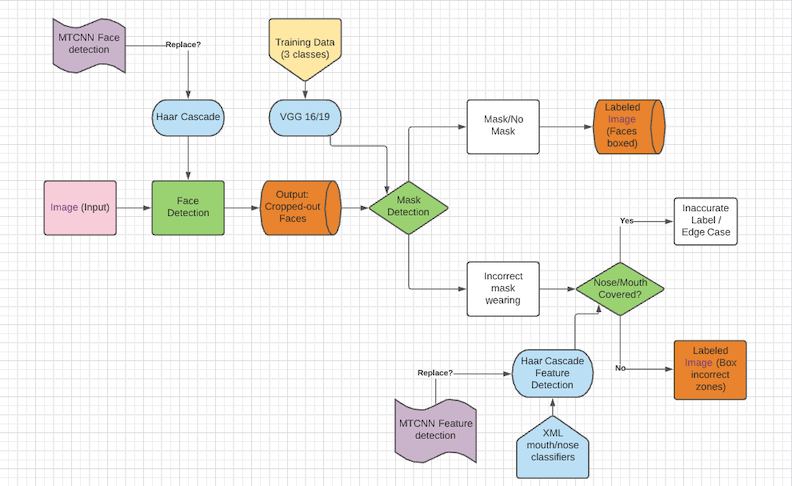 MTCNN Face
detection
Replace?
Training Data
(3 classes)
Haar Cascade
VGG 16/19
Mask/No
Mask
Labeled
Image
(Faces
boxed)
Image (Input)
Face
Detection
Output:
Cropped-out
Faces
Mask
Detection
Yes
Inaccurate
Label /
Edge Case
Incorrect
mask
wearing
Nose/Mouth
Covered?
No
Labeled
Image (Box
incorrect
zones)
Replace?
Haar Cascade
Feature
Detection
MTCNN Feature
detection
XML
mouth/nose
classifiers